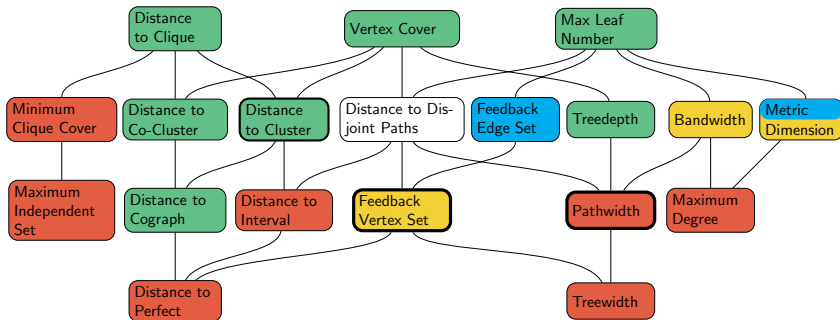 Distance
to Clique
Vertex Cover
Max Leaf
Number
Minimum
Clique Cover
Distance to
Co-Cluster
Distance
to Cluster
Distance to Dis-
joint Paths
Feedback
Edge Set
Treedepth
Bandwidth
Metric
Dimension
Maximum
Independent
Set
Distance to
Cograph
Distance to
Interval
Feedback
Vertex Set
Pathwidth
Maximum
Degree
Distance to
Perfect
Treewidth